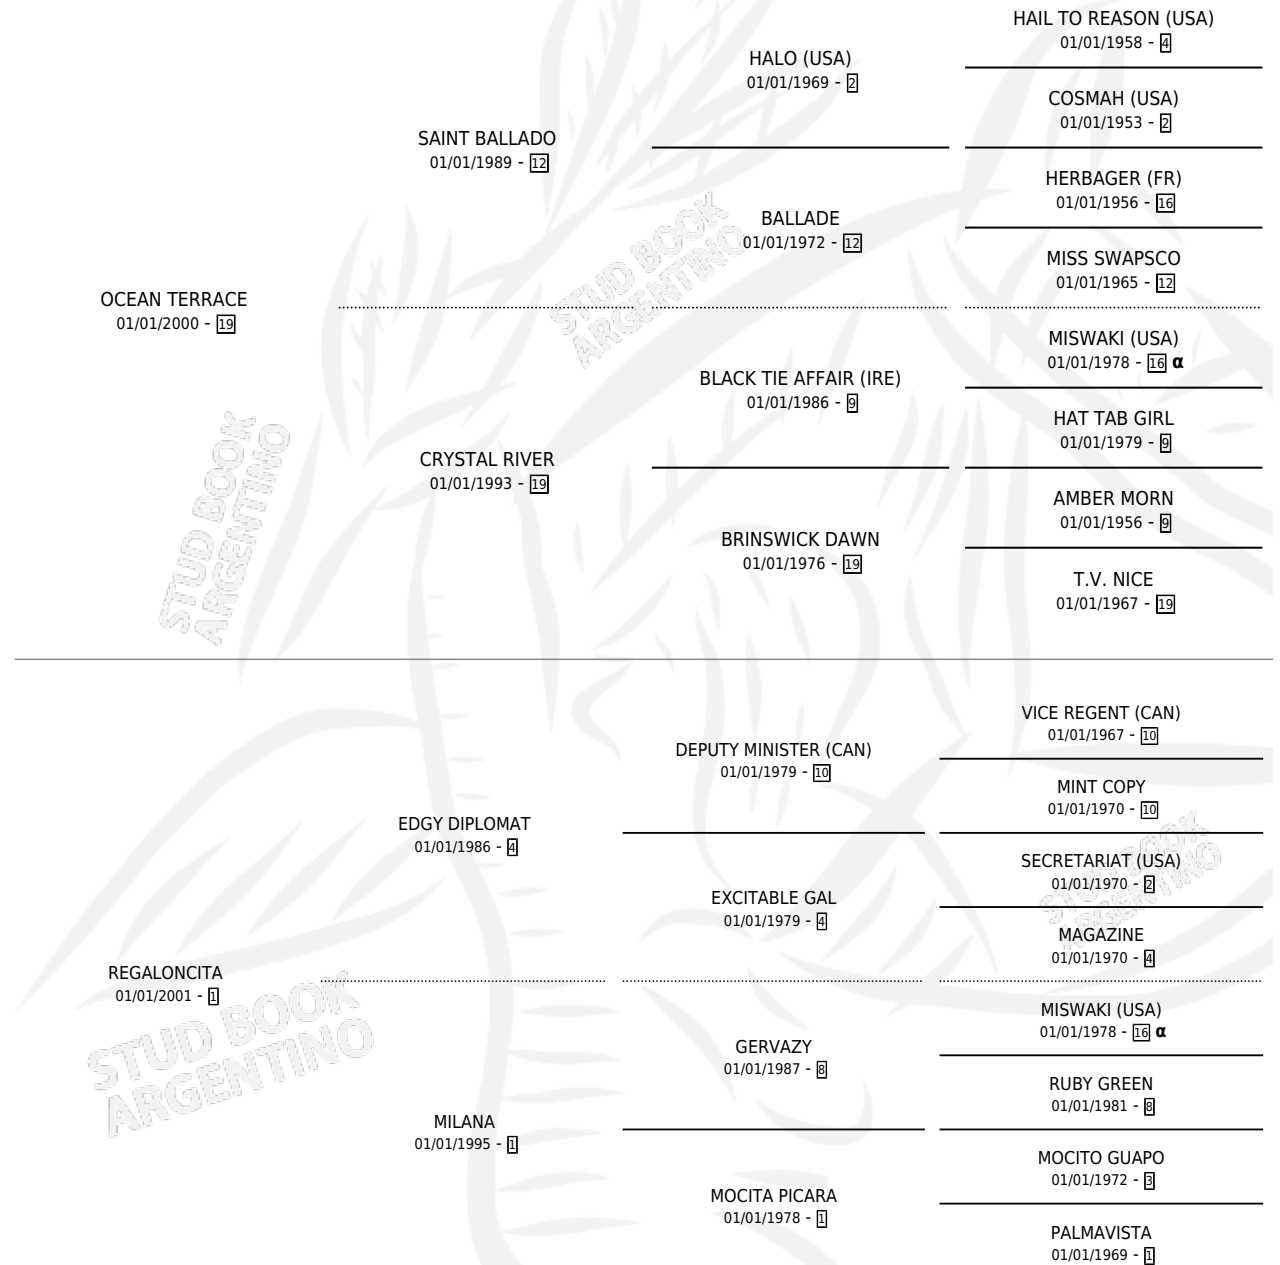 HAIL TO REASON (USA)
01/01/1958 - 4
HALO (USA)
01/01/1969 - 2
COSMAH (USA)
01/01/1953 - 2
SAINT BALLADO
01/01/1989 - 12
HERBAGER (FR)
01/01/1956 - 16
BALLADE
01/01/1972 - 12
MISS SWAPSCO
01/01/1965 - 12
OCEAN TERRACE
01/01/2000 - 19
MISWAKI (USA)
01/01/1978 - 16 α
BLACK TIE AFFAIR (IRE)
01/01/1986 - 9
HAT TAB GIRL
01/01/1979 - 9
CRYSTAL RIVER
01/01/1993 - 19
AMBER MORN
01/01/1956 - 9
BRINSWICK DAWN
01/01/1976 - 19
T.V. NICE
01/01/1967 - 19
VICE REGENT (CAN)
01/01/1967 - 10
DEPUTY MINISTER (CAN)
01/01/1979 - 10
MINT COPY
01/01/1970 - 10
EDGY DIPLOMAT
01/01/1986 - 4
SECRETARIAT (USA)
01/01/1970 - 2
EXCITABLE GAL
01/01/1979 - 4
MAGAZINE
01/01/1970 - 4
REGALONCITA
01/01/2001 - 1
MISWAKI (USA)
01/01/1978 - 16 α
GERVAZY
01/01/1987 - 8
RUBY GREEN
01/01/1981 - 8
MILANA
01/01/1995 - 1
MOCITO GUAPO
01/01/1972 - 3
MOCITA PICARA
01/01/1978 - 1
PALMAVISTA
01/01/1969 - 1
STUD BOOK
ARGENTINO
STUD BOOK
ARGENTINO
STUD BOOK
ARGENTINO
STUD BOOK
ARGENTINO